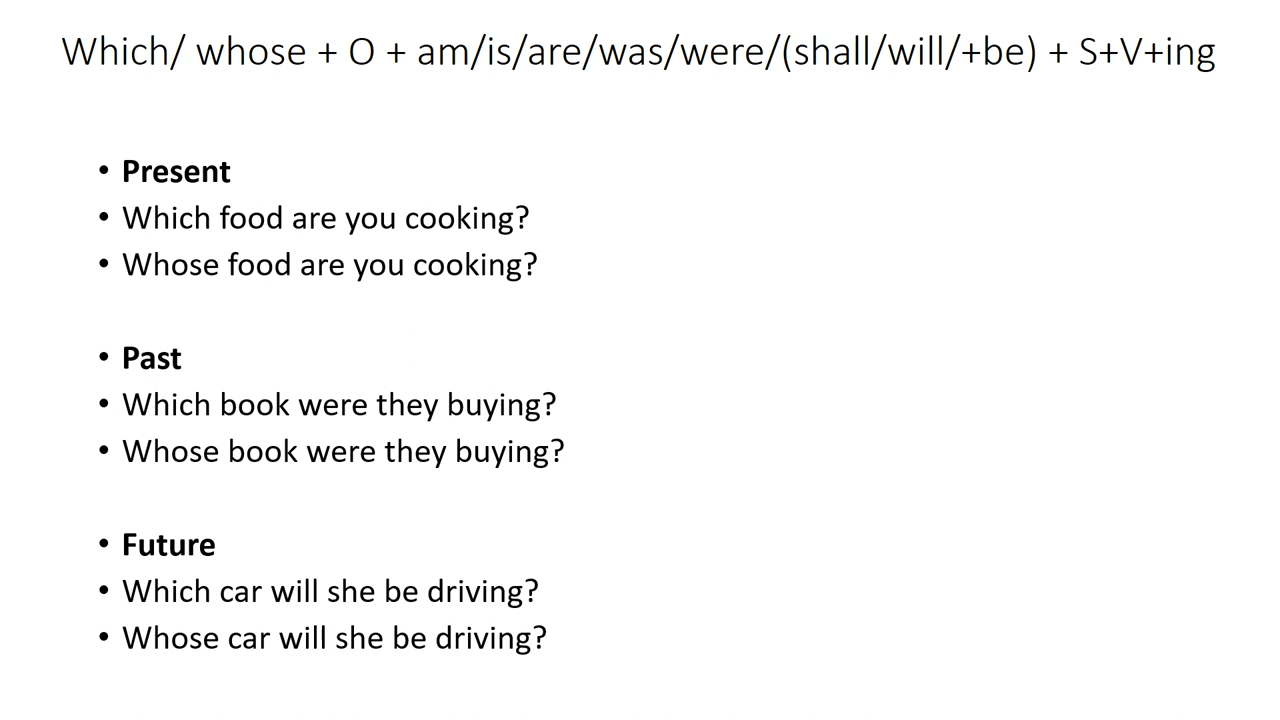 Which/ whose + O + am/is/are/was/were/(shall/will/+be) + S+V+ing
• Present
• Which food are you cooking?
• Whose food are you cooking?
• Past
• Which book were they buying?
• Whose book were they buying?
• Future
• Which car will she be driving?
• Whose car will she be driving?